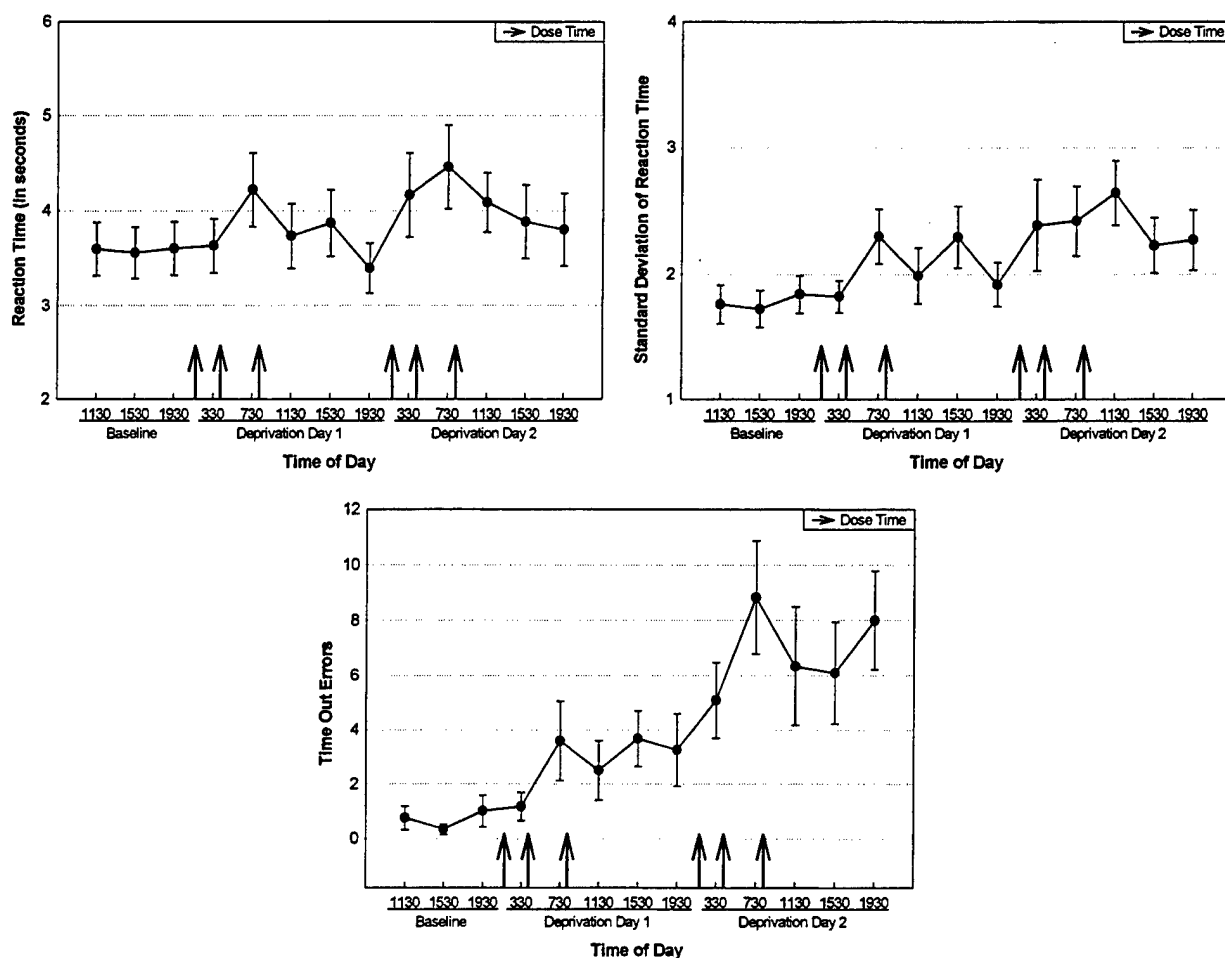 → Dose Time
Reaction Time (in seconds)
6
5
4
3
2
1130 1530 1930 330 730 1130 1530 1930 330 730 1130 1530 1930
Baseline Deprivation Day 1 Deprivation Day 2
Time of Day
→ Dose Time
Standard Deviation of Reaction Time
4
3
2
1
1130 1530 1930 330 730 1130 1530 1930 330 730 1130 1530 1930
Baseline Deprivation Day 1 Deprivation Day 2
Time of Day
→ Dose Time
Time Out Errors
12
10
8
6
4
2
0
1130 1530 1930 330 730 1130 1530 1930 330 730 1130 1530 1930
Baseline Deprivation Day 1 Deprivation Day 2
Time of Day